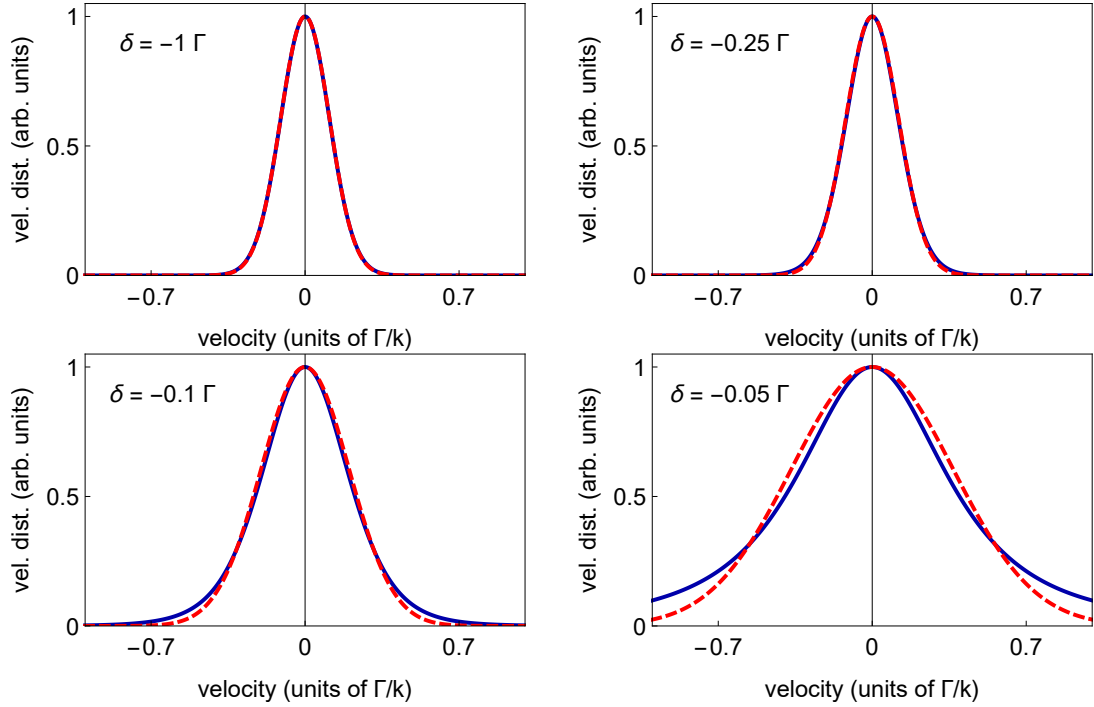 δ = −1 Γ
vel. dist. (arb. units)
1
0.5
0
−0.7
0
0.7
velocity (units of Γ/k)
δ = −0.25 Γ
vel. dist. (arb. units)
1
0.5
0
−0.7
0
0.7
velocity (units of Γ/k)
δ = −0.1 Γ
vel. dist. (arb. units)
1
0.5
0
−0.7
0
0.7
velocity (units of Γ/k)
δ = −0.05 Γ
vel. dist. (arb. units)
1
0.5
0
−0.7
0
0.7
velocity (units of Γ/k)